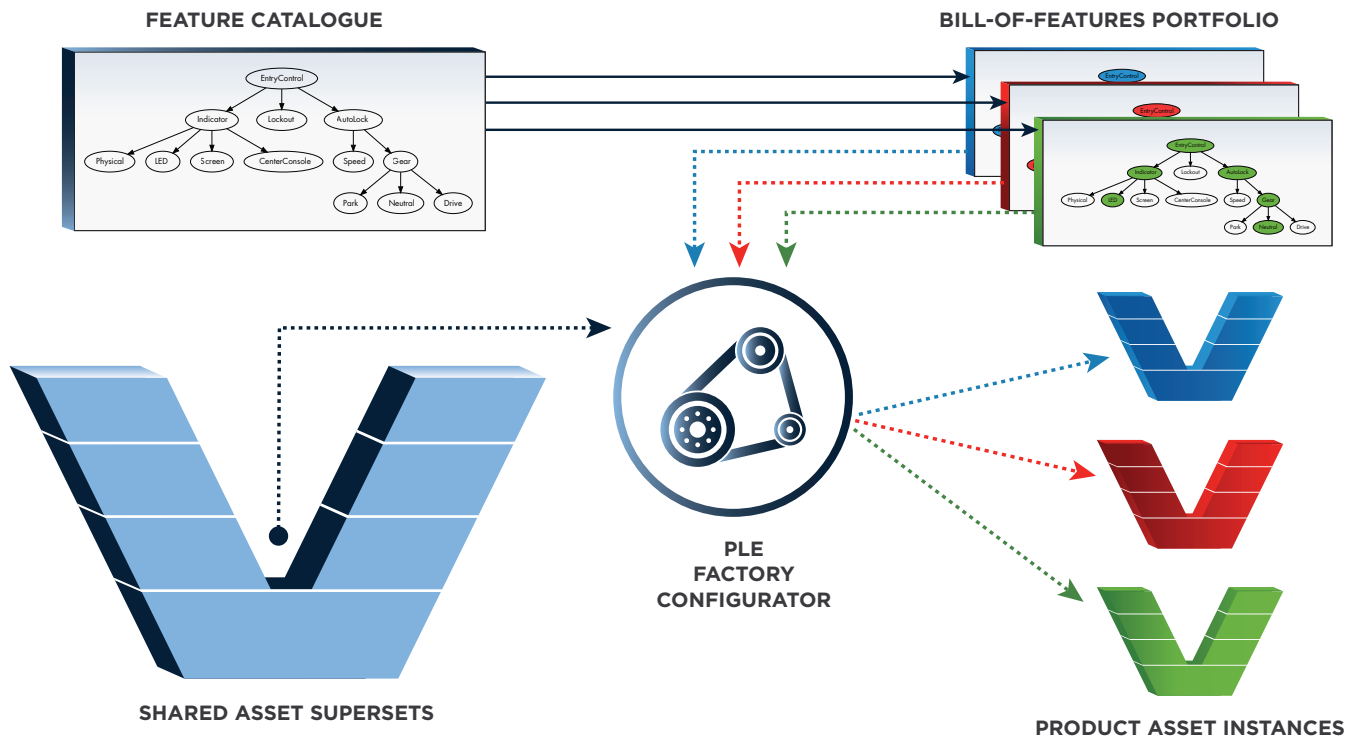 FEATURE CATALOGUE
BILL-OF-FEATURES PORTFOLIO
EntryControl
Indicator
Lockout
AutoLock
Physical
LED
Screen
CenterConsole
Speed
Gear
Park
Neutral
Drive
EntryControl
EntryControl
EntryControl
Indicator
Lockout
AutoLock
Physical
LED
Screen
CenterConsole
Speed
Gear
Park
Neutral
Drive
PLE
FACTORY
CONFIGURATOR
SHARED ASSET SUPERSETS
PRODUCT ASSET INSTANCES